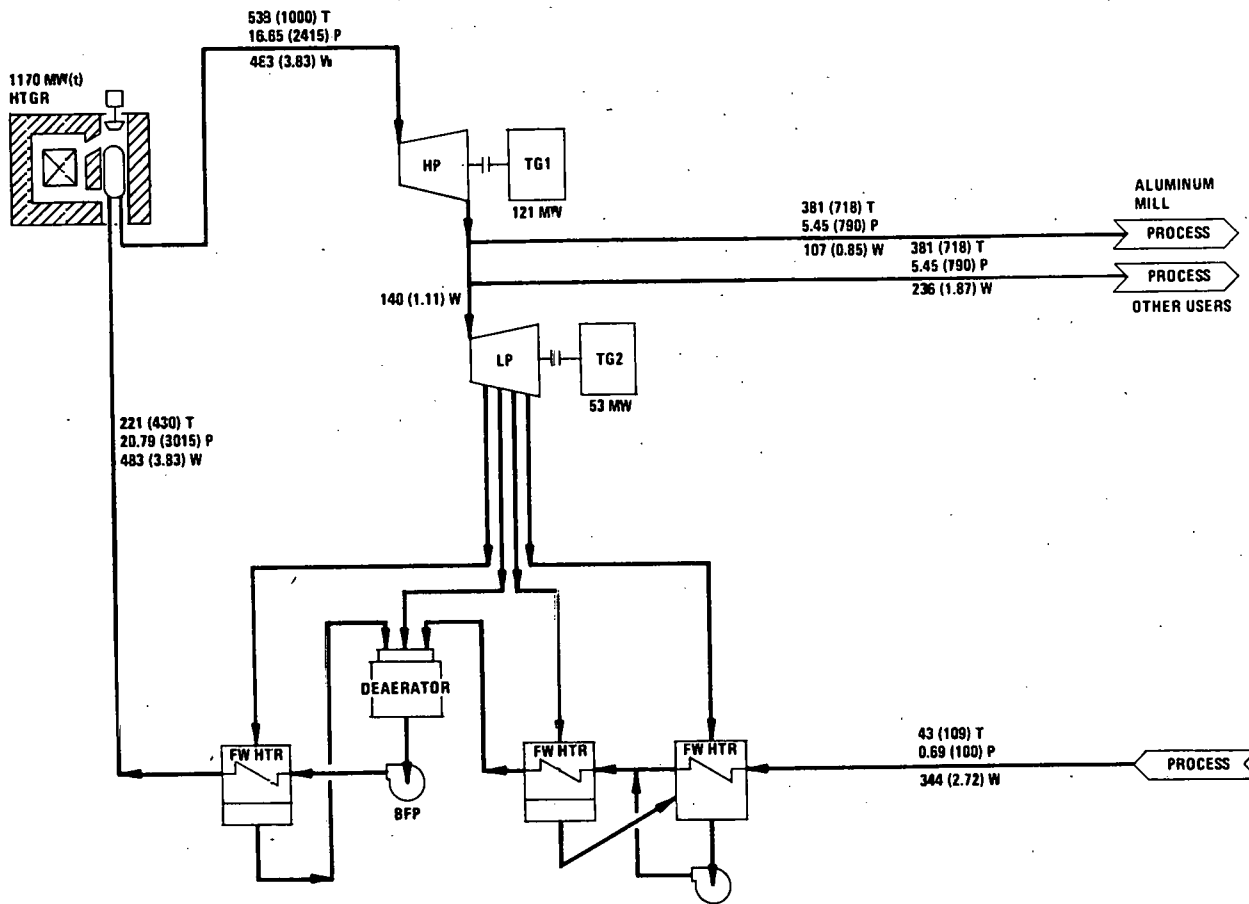 538 (1000) T
16.65 (2415) P
483 (3.83) W
1170 MW(t)
HTGR
HP
TG1
121 MW
ALUMINUM
MILL
381 (718) T
5.45 (790) P
107 (0.85) W
PROCESS
381 (718) T
5.45 (790) P
236 (1.87) W
PROCESS
OTHER USERS
140 (1.11) W
LP
TG2
53 MW
221 (430) T
20.79 (3015) P
483 (3.83) W
DEAERATOR
FW HTR
BFP
FW HTR
FW HTR
43 (109) T
0.69 (100) P
344 (2.72) W
PROCESS